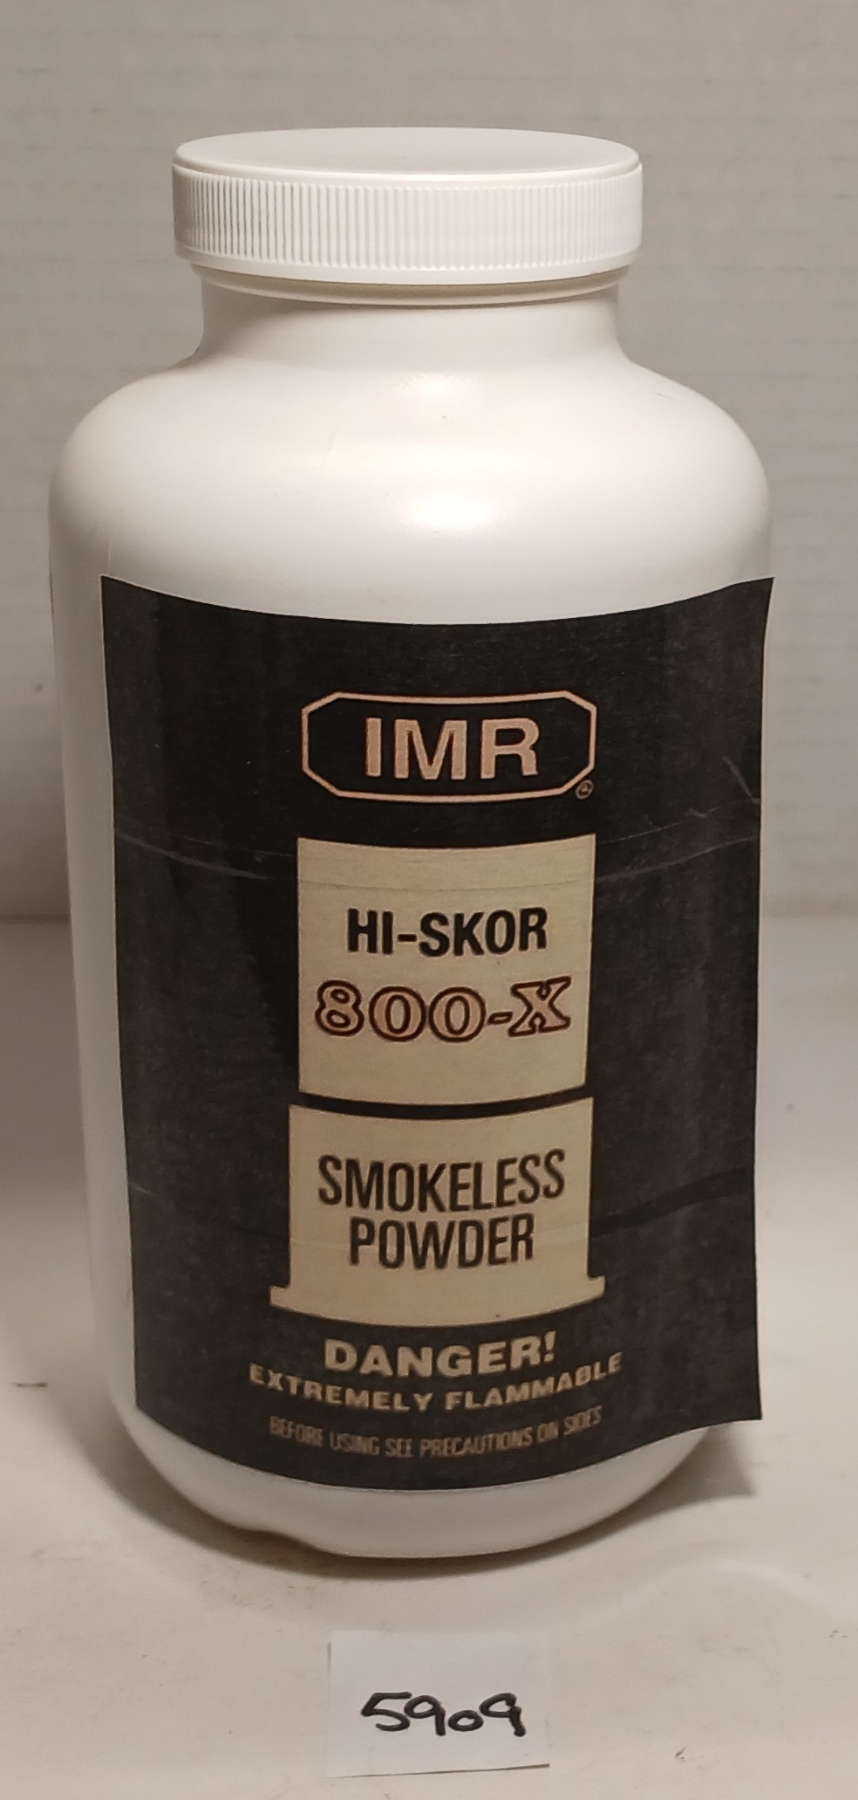 IMR®
HI-SKOR
800-X
SMOKELESS
POWDER
DANGER!
EXTREMELY FLAMMABLE
BEFORE USING SEE PRECAUTIONS ON SIDES
5909